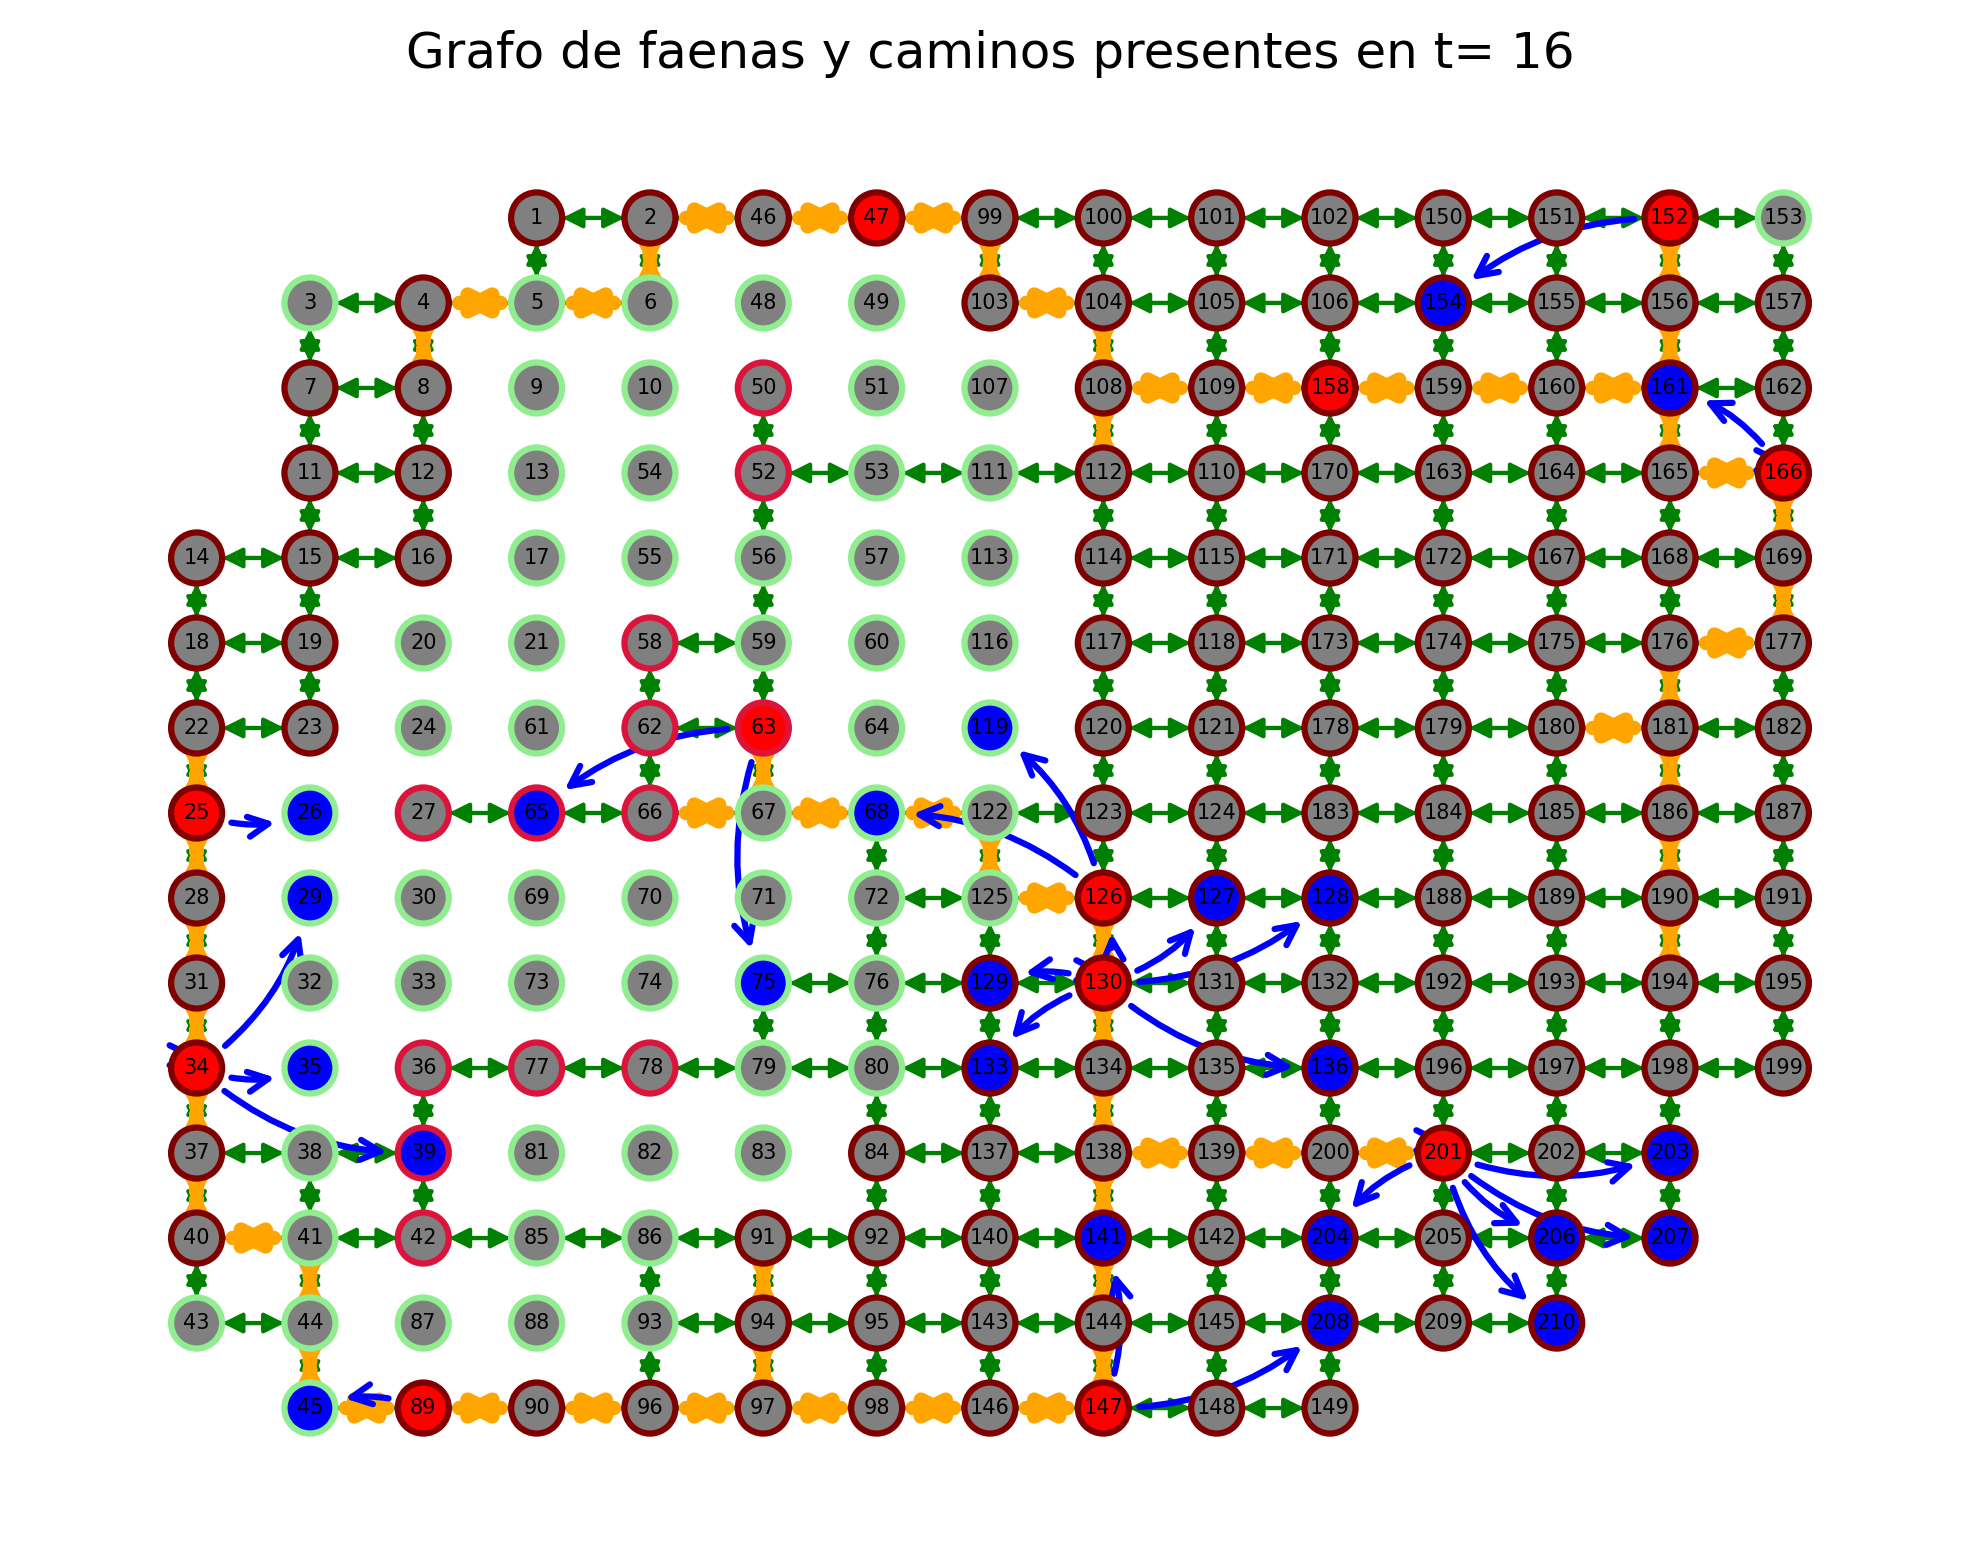 Grafo de faenas y caminos presentes en t= 16
1 2 46 47 99 100 101 102 150 151 152 153
3 4 5 6 48 49 103 104 105 106 154 155 156 157
7 8 9 10 50 51 107 108 109 158 159 160 161 162
11 12 13 54 52 53 111 112 110 170 163 164 165 166
14 15 16 17 55 56 57 113 114 115 171 172 167 168 169
18 19 20 21 58 59 60 116 117 118 173 174 175 176 177
22 23 24 61 62 63 64 119 120 121 178 179 180 181 182
25 26 27 65 66 67 68 122 123 124 183 184 185 186 187
28 29 30 69 70 71 72 125 126 127 128 188 189 190 191
31 32 33 73 74 75 76 129 130 131 132 192 193 194 195
34 35 36 77 78 79 80 133 134 135 136 196 197 198 199
37 38 39 81 82 83 84 137 138 139 200 201 202 203
40 41 42 85 86 91 92 140 141 142 204 205 206 207
43 44 87 88 93 94 95 143 144 145 208 209 210
45 89 90 96 97 98 146 147 148 149